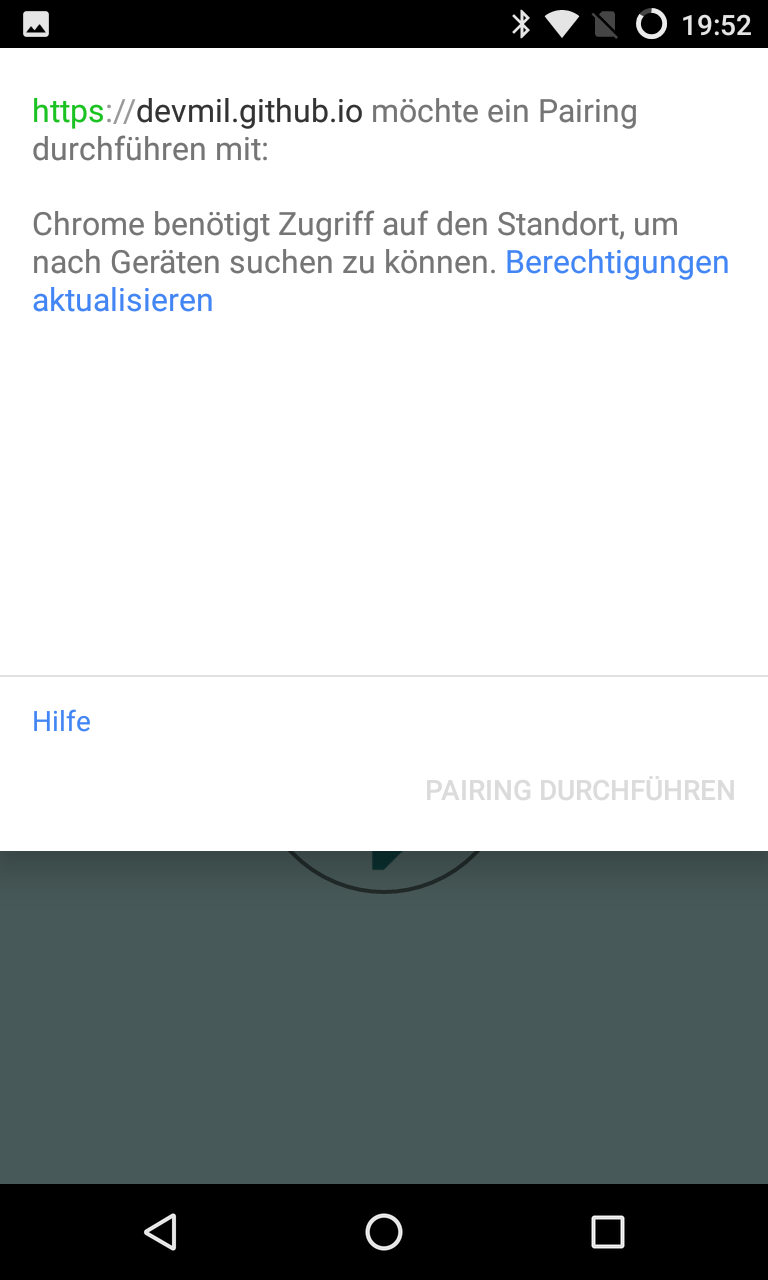 19:52
https://devmil.github.io möchte ein Pairing
durchführen mit:
Chrome benötigt Zugriff auf den Standort, um
nach Geräten suchen zu können. Berechtigungen
aktualisieren
Hilfe
PAIRING DURCHFÜHREN